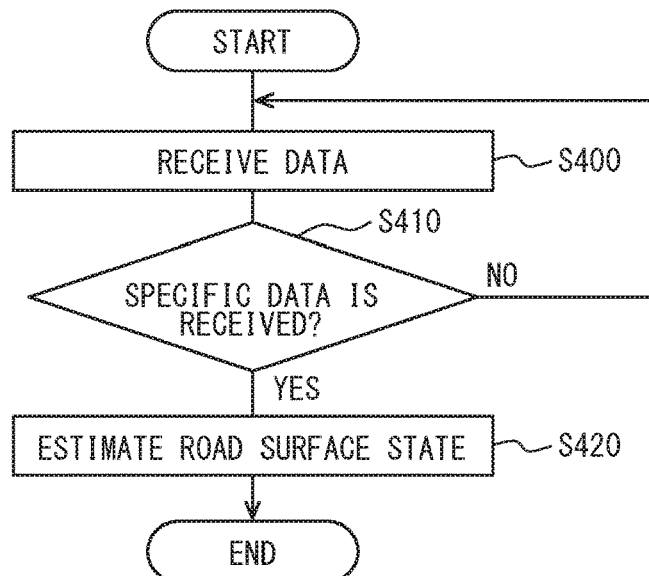 START
RECEIVE DATA
S400
S410
SPECIFIC DATA IS
RECEIVED?
NO
YES
ESTIMATE ROAD SURFACE STATE
S420
END